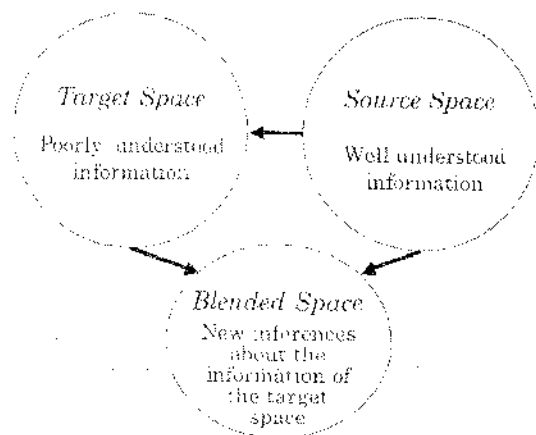 Target Space
Poorly understood
information
Source Space
Well understood
information
Blended Space
New inferences
about the
information of
the target
space